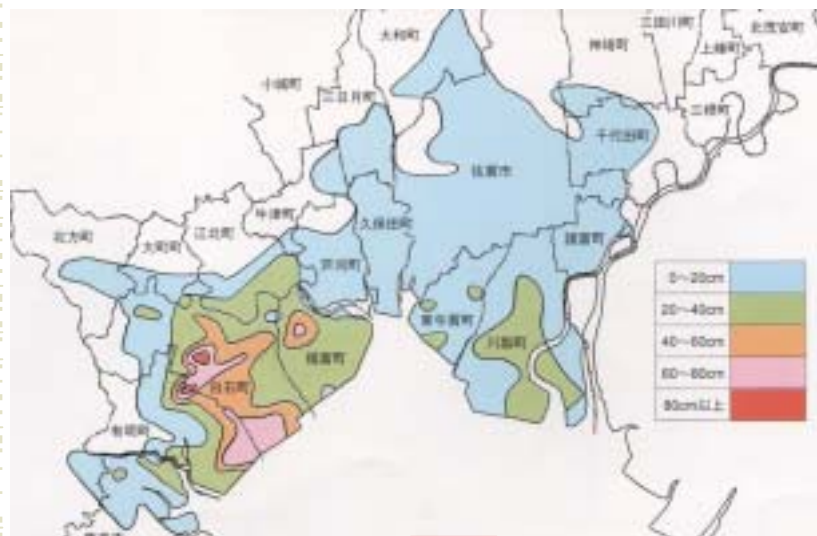 大和町
神埼町
三田川町
北茂安町
上峰町
小城町
三日月町
三根町
千代田町
佐賀市
牛津町
久保田町
北方町
大町町
江北町
芦刈町
諸富町
0～20cm
20～40cm
東与賀町
川副町
福富町
40～60cm
60～80cm
白石町
80cm以上
有明町